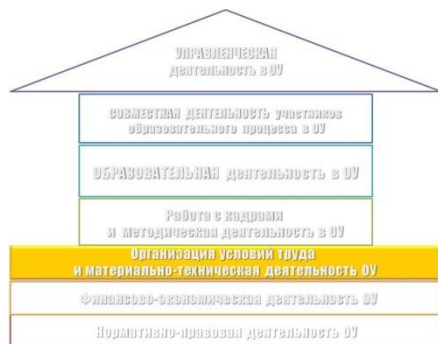 УПРАВЛЕНЧЕСКАЯ
деятельность в ОУ
СОВМЕСТНАЯ ДЕЯТЕЛЬНОСТЬ участников
образовательного процесса в ОУ
ОБРАЗОВАТЕЛЬНАЯ деятельность в ОУ
Работа с кадрами
и методическая деятельность в ОУ
Организация условий труда
и материально-техническая деятельность ОУ
Финансово-экономическая деятельность ОУ
Нормативно-правовая деятельность ОУ